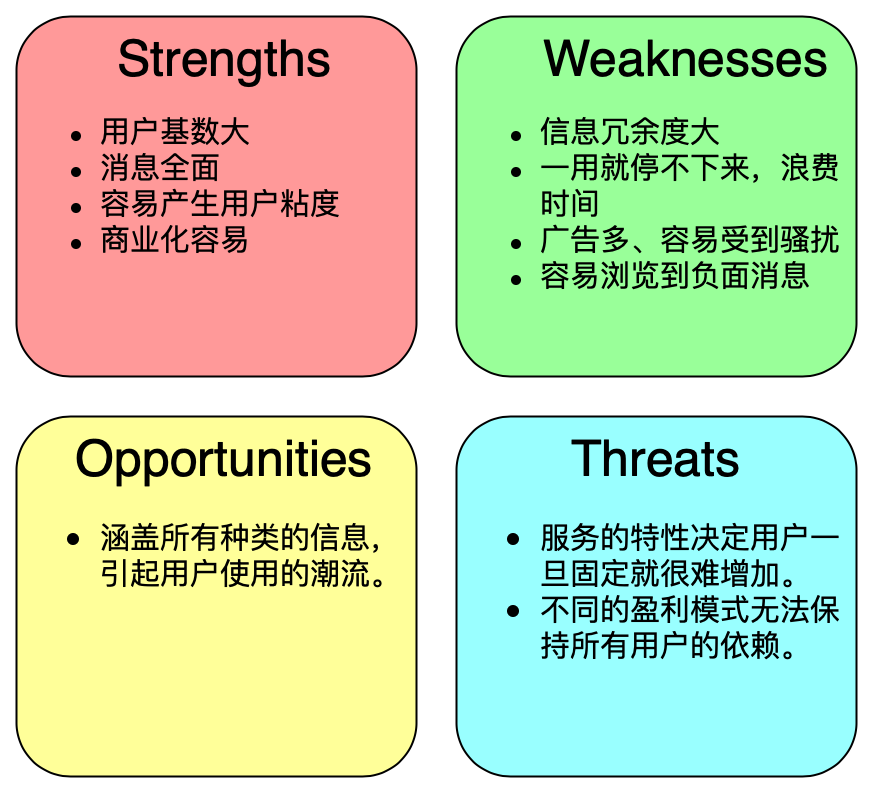 Strengths
• 用户基数大
• 消息全面
• 容易产生用户粘度
• 商业化容易
Weaknesses
• 信息冗余度大
• 一用就停不下来，浪费
时间
• 广告多、容易受到骚扰
• 容易浏览到负面消息
Opportunities
• 涵盖所有种类的信息，
引起用户使用的潮流。
Threats
• 服务的特性决定用户一
旦固定就很难增加。
• 不同的盈利模式无法保
持所有用户的依赖。